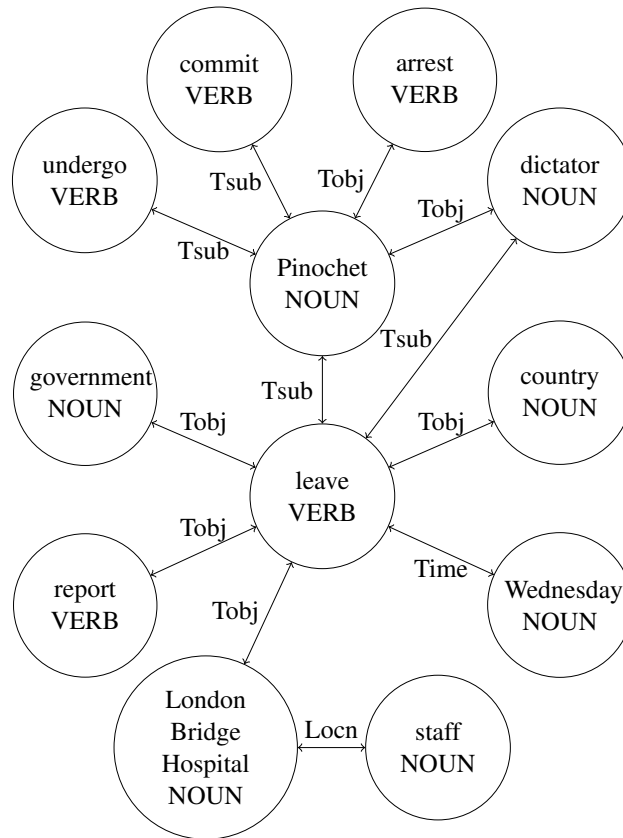 commit
VERB
arrest
VERB
undergo
VERB
dictator
NOUN
Tsub
Tobj
Tobj
Tsub
Pinochet
NOUN
Tsub
government
NOUN
Tsub
country
NOUN
Tobj
Tobj
leave
VERB
Tobj
report
VERB
Time
Wednesday
NOUN
Tobj
London
Bridge
Hospital
NOUN
Locn
staff
NOUN